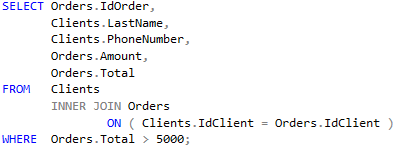 SELECT Orders.IdOrder,
       Clients.LastName,
       Clients.PhoneNumber,
       Orders.Amount,
       Orders.Total
FROM   Clients
       INNER JOIN Orders
               ON ( Clients.IdClient = Orders.IdClient )
WHERE  Orders.Total > 5000;